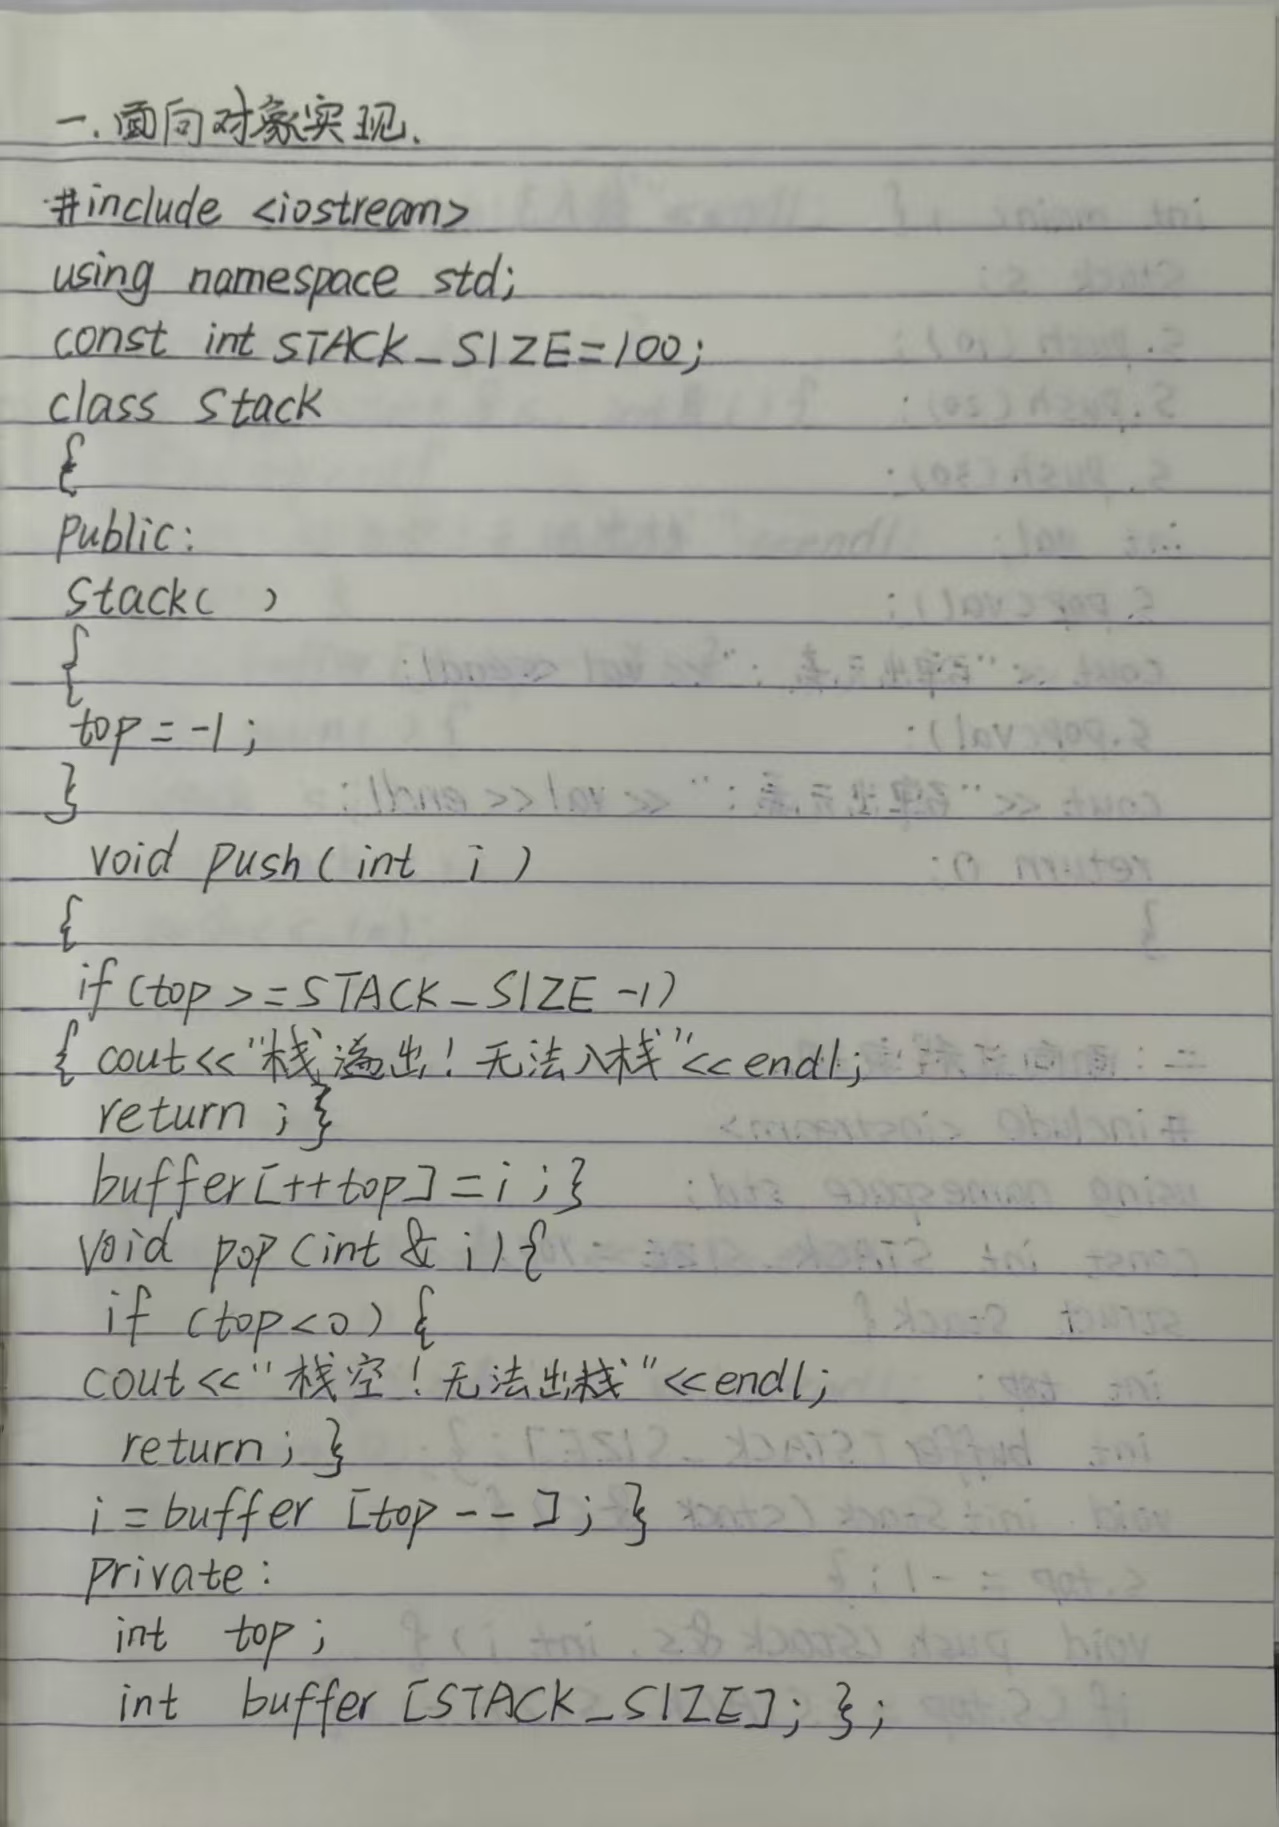 一.面向对象实现.
#include <iostream>
using namespace std;
const int STACK_SIZE=100;
class Stack
{
public:
Stack( )
{
top=-1;
}
void push(int i)
{
if(top>=STACK_SIZE-1)
{ cout<<"栈溢出!无法入栈"<<endl;
return ;}
buffer[++top]=i;}
void pop(int & i){
if (top<0) {
cout<<"栈空!无法出栈"<<endl;
return; }
i=buffer [top--]; }
private:
int top;
int buffer [STACK_SIZE]; };